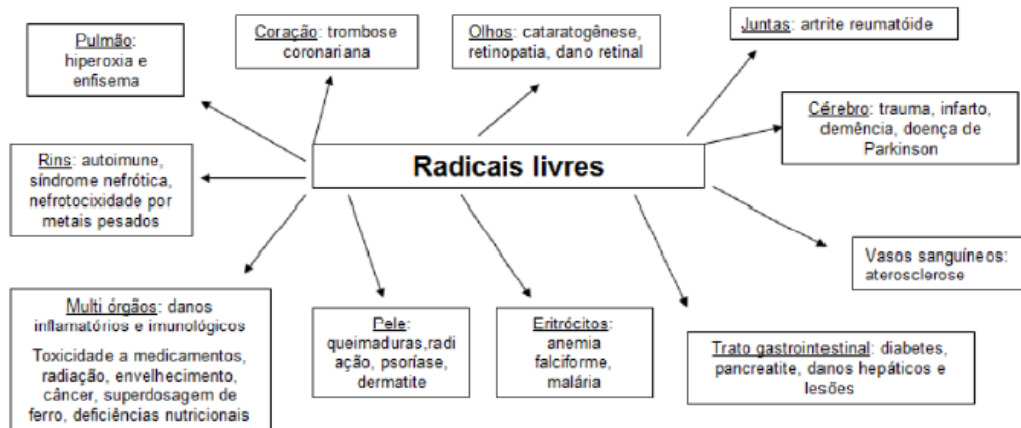 Pulmão:
hiperoxia e
enfisema
Coração: trombose
coronariana
Olhos: cataratogênese,
retinopatia, dano retinal
Juntas: artrite reumatóide
Cérebro: trauma, infarto,
demência, doença de
Parkinson
Rins: autoimune,
síndrome nefrótica,
nefrotocixidade por
metais pesados
Radicais livres
Vasos sanguíneos:
aterosclerose
Multi órgãos: danos
inflamatórios e imunológicos
Toxicidade a medicamentos,
radiação, envelhecimento,
câncer, superdosagem de
ferro, deficiências nutricionais
Pele:
queimaduras,radi
ação, psoríase,
dermatite
Eritrócitos:
anemia
falciforme,
malária
Trato gastrointestinal: diabetes,
pancreatite, danos hepáticos e
lesões